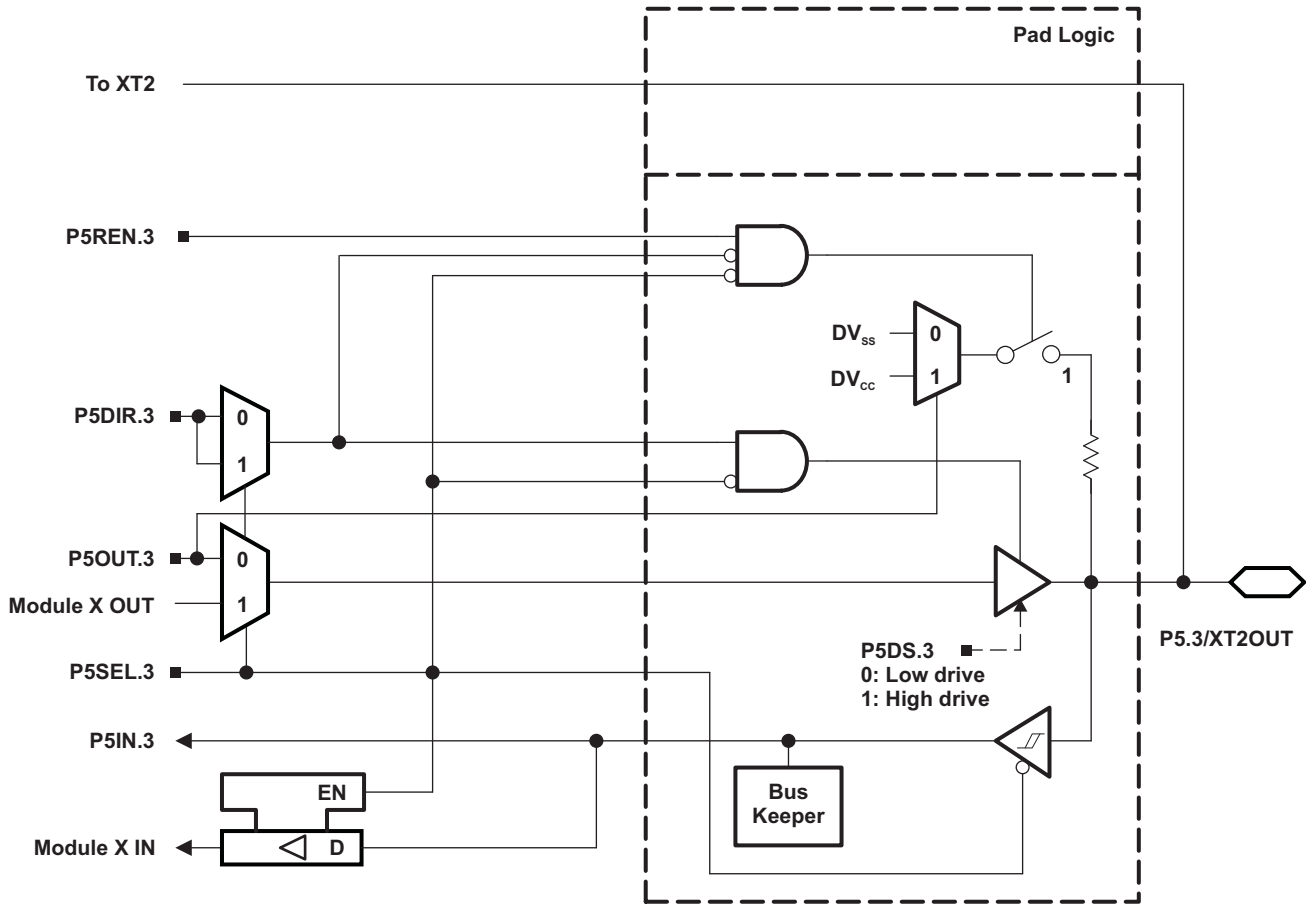 Pad Logic
To XT2
P5REN.3
DVss
0
DVcc
1
1
P5DIR.3
0
1
P5OUT.3
0
Module X OUT
1
P5DS.3
0: Low drive
1: High drive
P5.3/XT2OUT
P5SEL.3
P5IN.3
EN
Bus
Keeper
Module X IN
D